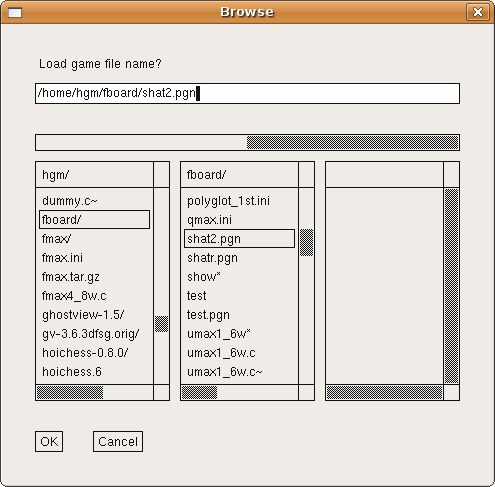 Browse
Load game file name?
/home/hgm/fboard/shat2.pgn
hgm/
dummy.c~
fboard/
fmax/
fmax.ini
fmax.tar.gz
fmax4_8w.c
ghostview-1.5/
gv-3.6.3dfsg.orig/
hoichess-0.8.0/
hoichess.6
fboard/
polyglot_1st.ini
qmax.ini
shat2.pgn
shatr.pgn
show*
test
test.pgn
umax1_6w*
umax1_6w.c
umax1_6w.c~
OK
Cancel